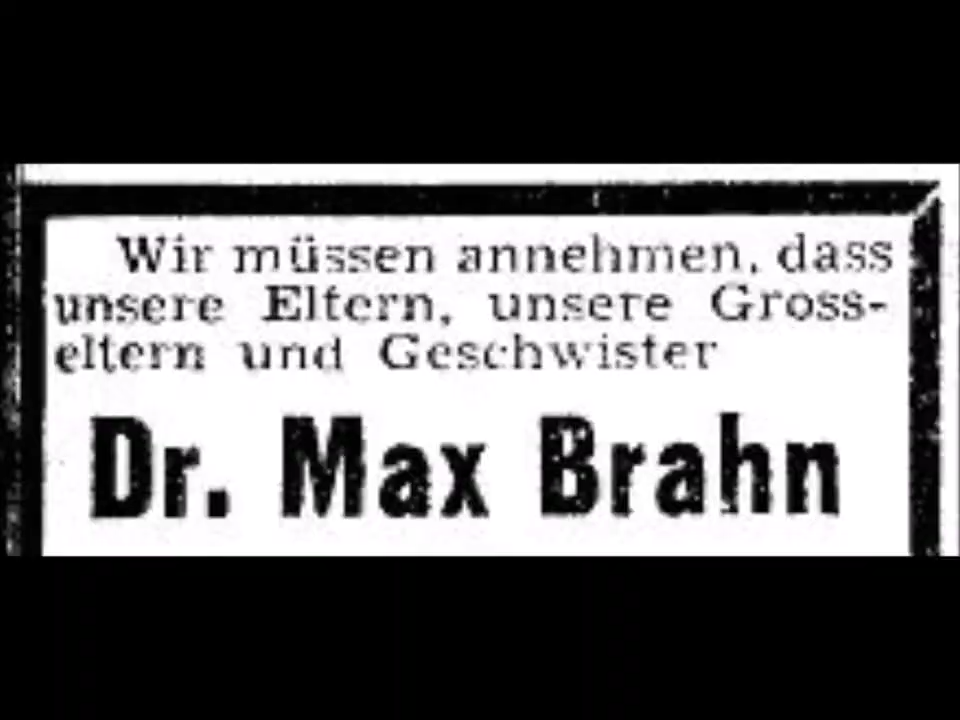 Wir müssen annehmen, dass
unsere Eltern, unsere Gross-
eltern und Geschwister
Dr. Max Brahn